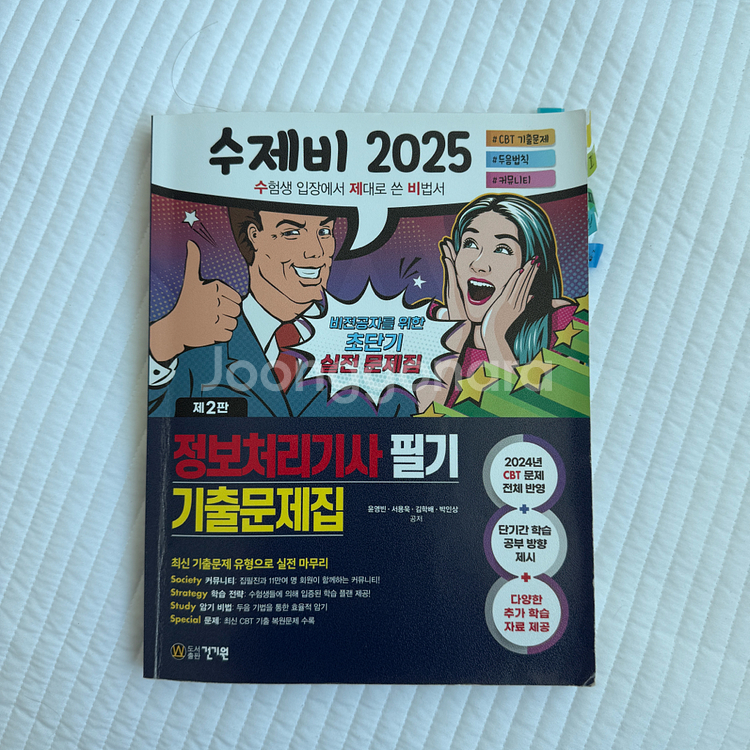 수제비 2025
수험생 입장에서 제대로 쓴 비법서
# CBT 기출문제
# 두음법칙
# 커뮤니티
비전공자를 위한
초단기
실전 문제집
Joonggonara
제2판
정보처리기사 필기
기출문제집
윤영빈·서용욱·김학배·박인상
공저
2024년
CBT 문제
전체 반영
+
단기간 학습
공부 방향
제시
+
다양한
추가 학습
자료 제공
최신 기출문제 유형으로 실전 마무리
Society 커뮤니티: 집필진과 11만여 명 회원이 함께하는 커뮤니티!
Strategy 학습 전략: 수험생들에 의해 입증된 학습 플랜 제공!
Study 암기 비법: 두음 기법을 통한 효율적 암기
Special 문제: 최신 CBT 기출 복원문제 수록
도서출판 건기원